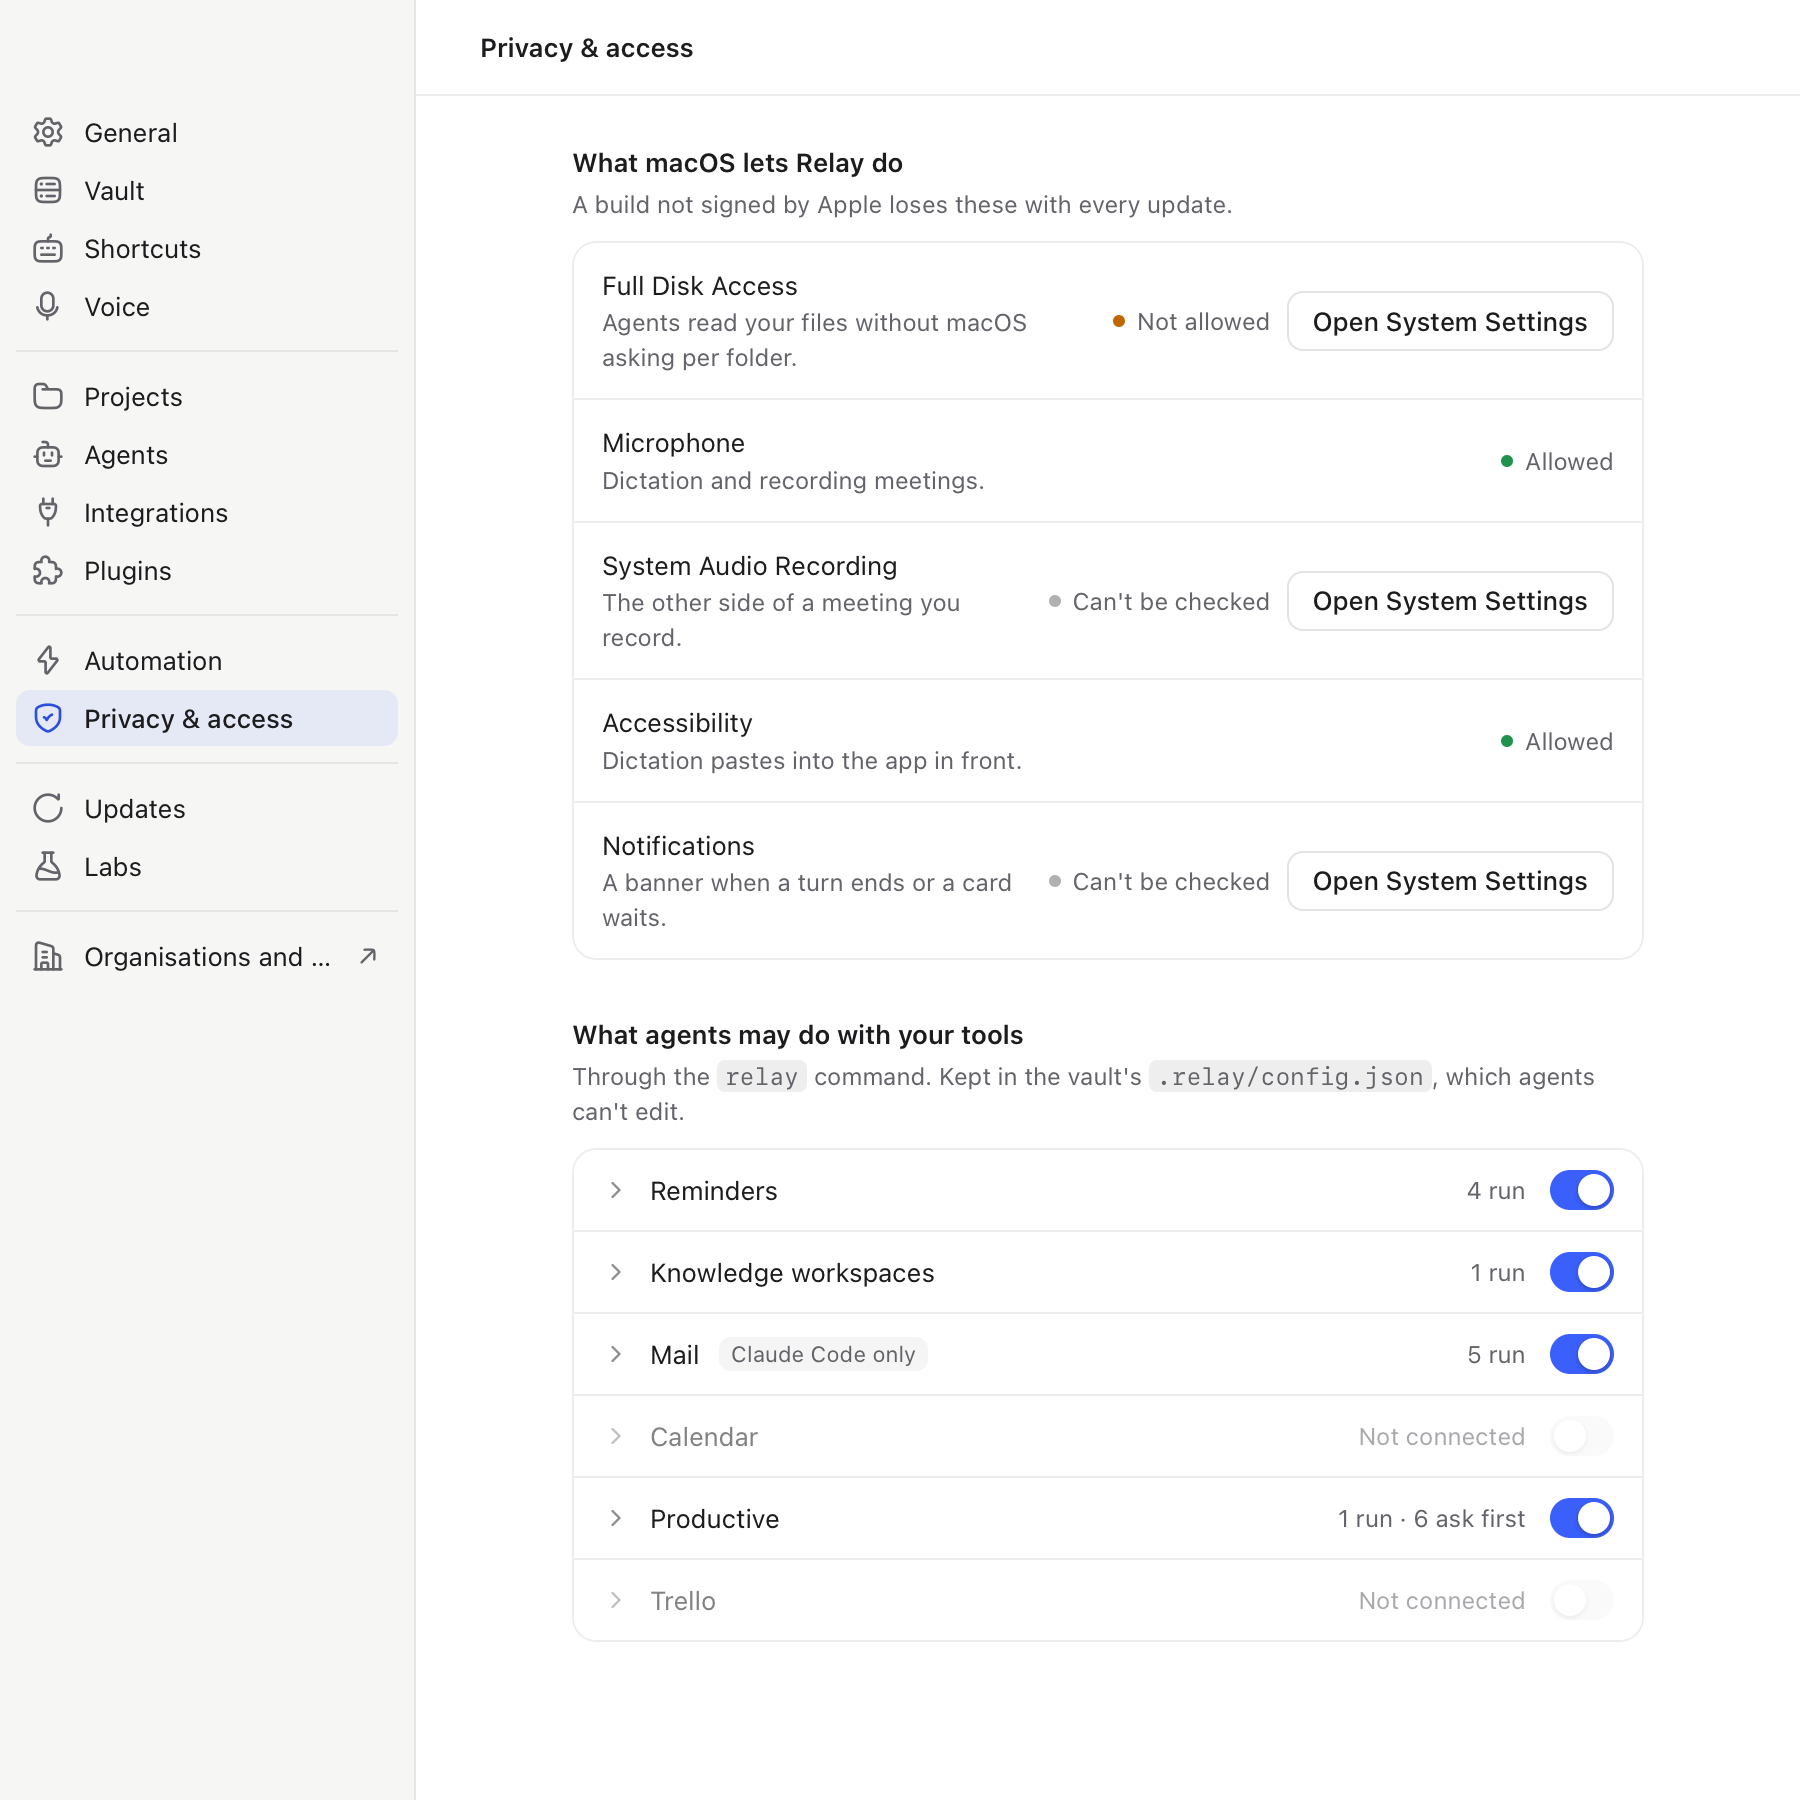 Privacy & access
General
Vault
Shortcuts
Voice
Projects
Agents
Integrations
Plugins
Automation
Privacy & access
Updates
Labs
Organisations and ...
What macOS lets Relay do
A build not signed by Apple loses these with every update.
Full Disk Access
Agents read your files without macOS
asking per folder.
Not allowed
Open System Settings
Microphone
Dictation and recording meetings.
Allowed
System Audio Recording
The other side of a meeting you
record.
Can't be checked
Open System Settings
Accessibility
Dictation pastes into the app in front.
Allowed
Notifications
A banner when a turn ends or a card
waits.
Can't be checked
Open System Settings
What agents may do with your tools
Through the relay command. Kept in the vault's .relay/config.json, which agents
can't edit.
Reminders
4 run
Knowledge workspaces
1 run
Mail
Claude Code only
5 run
Calendar
Not connected
Productive
1 run · 6 ask first
Trello
Not connected